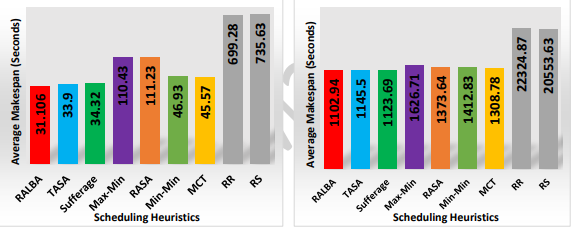 Average Makespan (Seconds)
31.106
33.9
34.32
110.43
111.23
46.93
45.57
699.28
735.63
RALBA
TASA
Sufferage
Max-Min
RASA
Min-Min
MCT
RR
RS
Scheduling Heuristics
Average Makespan (Seconds)
1102.94
1145.5
1123.69
1626.71
1373.64
1412.83
1308.78
22324.87
20553.63
RALBA
TASA
Sufferage
Max-Min
RASA
Min-Min
MCT
RR
RS
Scheduling Heuristics